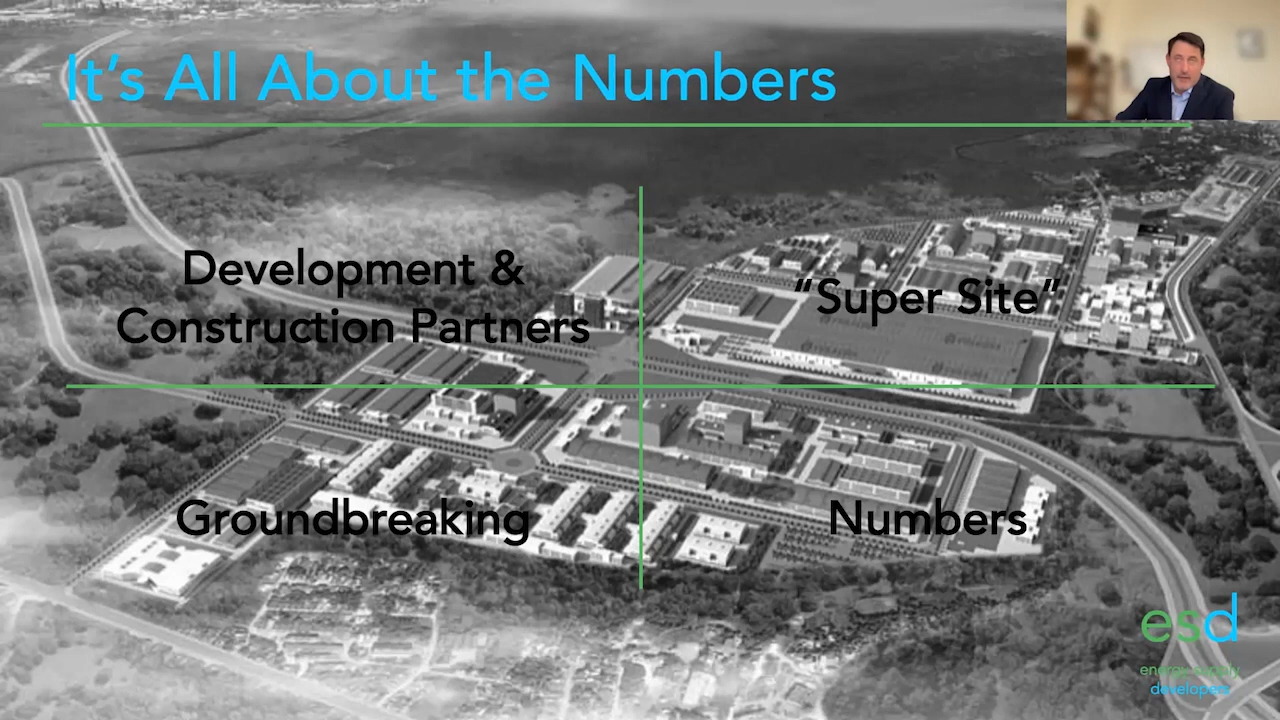 It's All About the Numbers
Development &
Construction Partners
"Super Site"
Groundbreaking
Numbers
esd
energy supply
developers